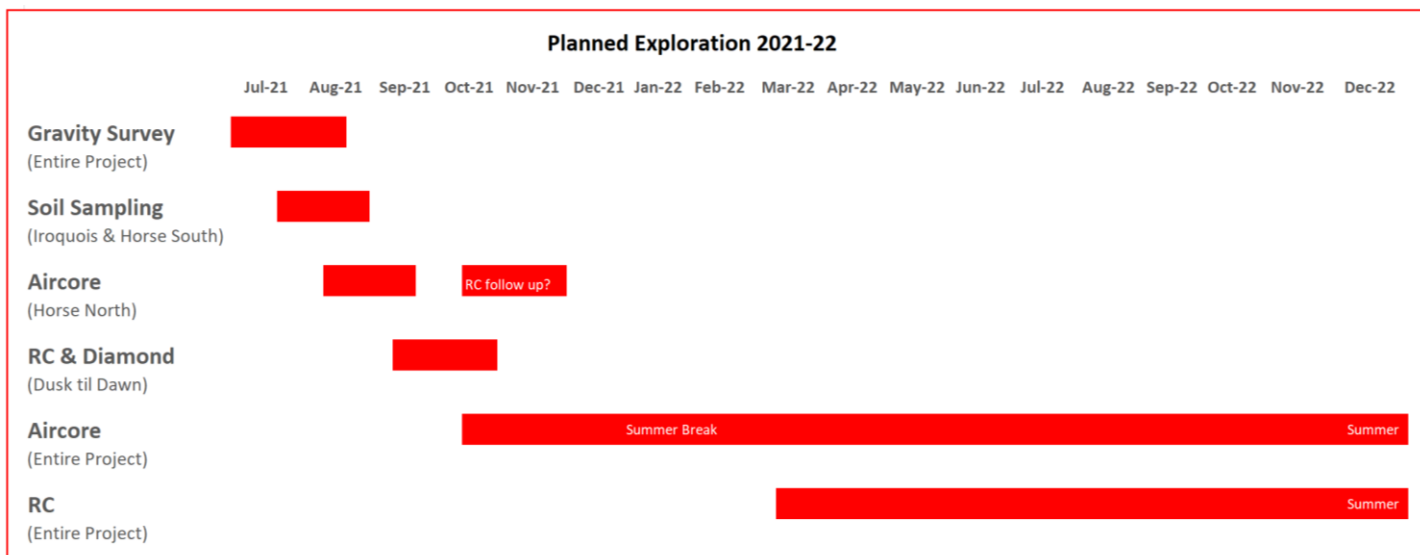 Planned Exploration 2021-22
Jul-21 Aug-21 Sep-21 Oct-21 Nov-21 Dec-21 Jan-22 Feb-22 Mar-22 Apr-22 May-22 Jun-22 Jul-22 Aug-22 Sep-22 Oct-22 Nov-22 Dec-22
Gravity Survey
(Entire Project)
Soil Sampling
(Iroquois & Horse South)
Aircore
RC follow up?
(Horse North)
RC & Diamond
(Dusk til Dawn)
Aircore
Summer Break
Summer
(Entire Project)
RC
Summer
(Entire Project)